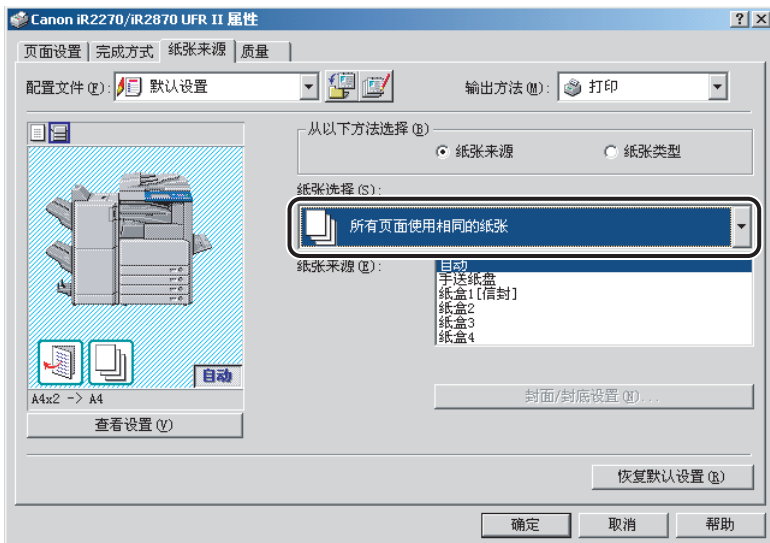 Canon iR2270/iR2870 UFR II 属性
页面设置 完成方式 纸张来源 质量
配置文件(F): 默认设置 输出方法(M): 打印
从以下方法选择(B)
纸张来源 纸张类型
纸张选择(S):
所有页面使用相同的纸张
纸张来源(E):
自动
手送纸盘
纸盒1[信封]
纸盒2
纸盒3
纸盒4
自动
A4x2 -> A4
封面/封底设置(N)...
查看设置(V)
恢复默认设置(R)
确定 取消 帮助